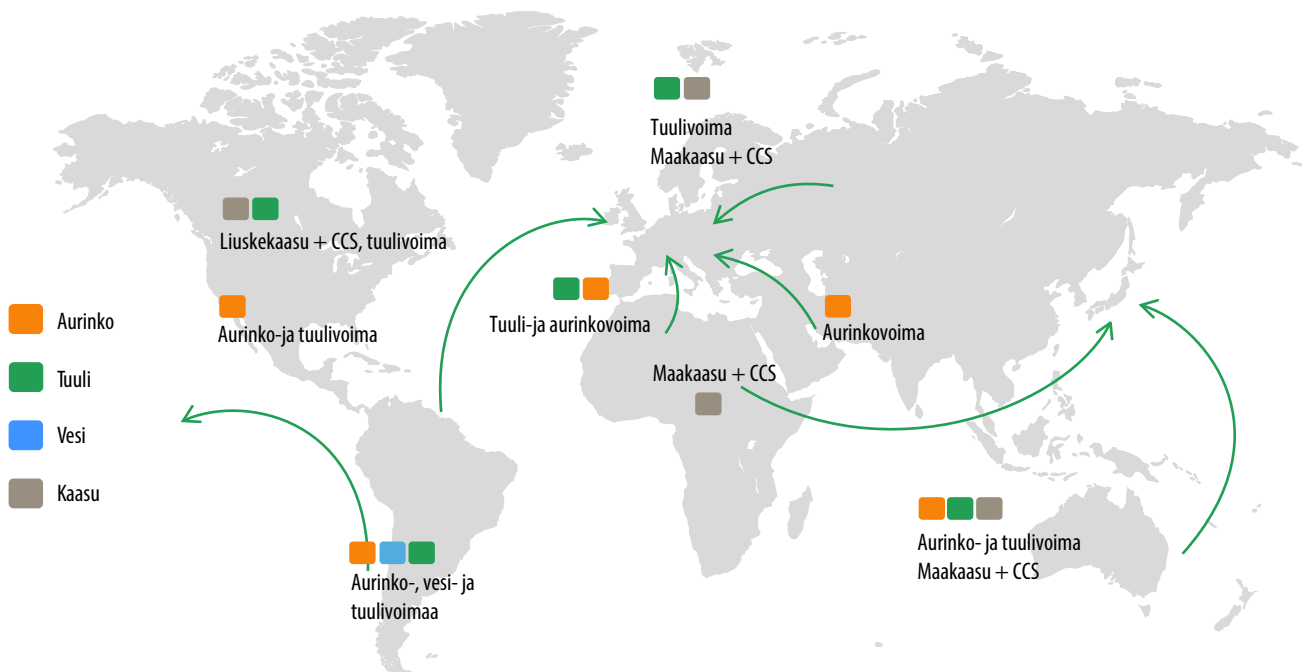 Tuulivoima
Maakaasu + CCS
Liuskekaasu + CCS, tuulivoima
Aurinko
Tuuli
Vesi
Kaasu
Aurinko-ja tuulivoima
Tuuli-ja aurinkovoima
Aurinkovoima
Maakaasu + CCS
Aurinko-, vesi- ja
tuulivoimaa
Aurinko- ja tuulivoima
Maakaasu + CCS